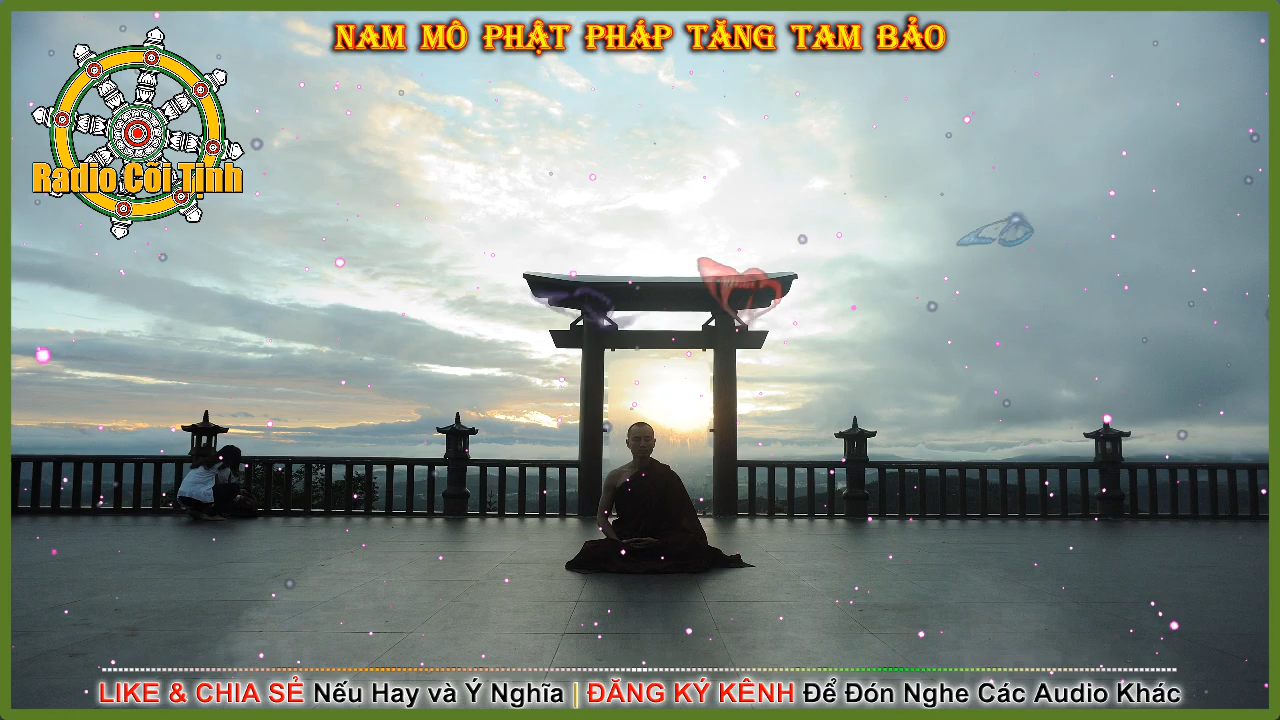 NAM MÔ PHẬT PHÁP TĂNG TAM BẢO
Radio Cõi Tịnh
LIKE & CHIA SẺ Nếu Hay và Ý Nghĩa | ĐĂNG KÝ KÊNH Để Đón Nghe Các Audio Khác